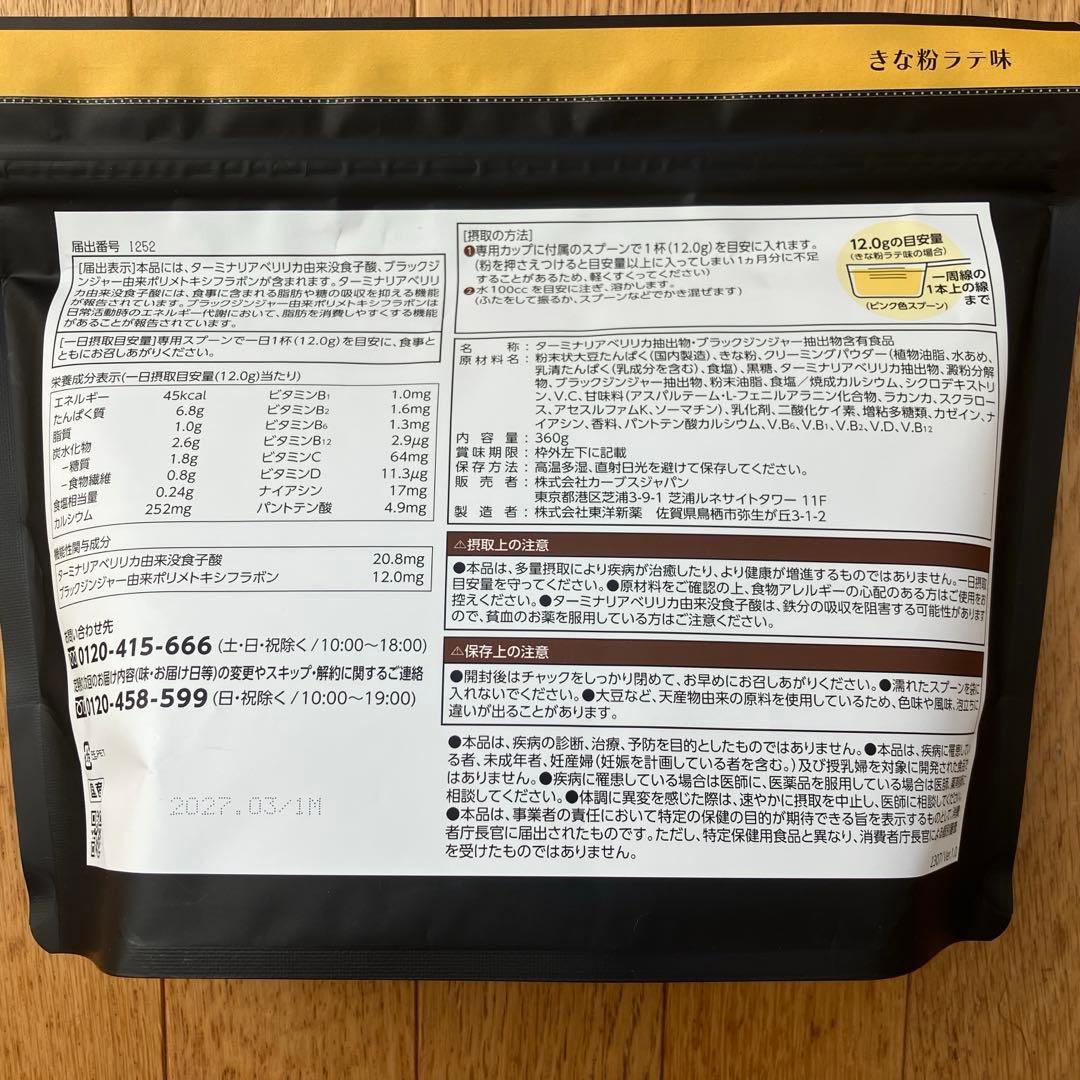 きな粉ラテ味
届出番号 1252
[届出表示]本品には、ターミナリアベリリカ由来没食子酸、ブラックジ
ンジャー由来ポリメトキシフラボンが含まれます。ターミナリアベリリ
カ由来没食子酸には、食事に含まれる脂肪や糖の吸収を抑える機能
が報告されています。ブラックジンジャー由来ポリメトキシフラボンは
日常活動時のエネルギー代謝において、脂肪を消費しやすくする機能
があることが報告されています。
[一日摂取目安量]専用スプーンで一日1杯(12.0g)を目安に、食事と
ともにお召しあがりください。
栄養成分表示(一日摂取目安量(12.0g)当たり)
エネルギー 45kcal ビタミンB1 1.0mg
たんぱく質 6.8g ビタミンB2 1.6mg
脂質 1.0g ビタミンB6 1.3mg
炭水化物 2.6g ビタミンB12 2.9μg
−糖質 1.8g ビタミンC 64mg
−食物繊維 0.8g ビタミンD 11.3μg
食塩相当量 0.24g ナイアシン 17mg
カルシウム 252mg パントテン酸 4.9mg
機能性関与成分
ターミナリアベリリカ由来没食子酸 20.8mg
ブラックジンジャー由来ポリメトキシフラボン 12.0mg
お問い合わせ先
0120-415-666 (土・日・祝除く/10:00〜18:00)
定期便の次回のお届け内容(味・お届け日等)の変更やスキップ・解約に関するご連絡
0120-458-599 (日・祝除く/10:00〜19:00)
PE,PET
2027.03/1M
[摂取の方法]
❶専用カップに付属のスプーンで1杯(12.0g)を目安に入れます。
(粉を押さえつけると目安量以上に入ってしまい1ヵ月分に不足
することがあるため、軽くすくってください)
❷水100ccを目安に注ぎ、溶かします。
(ふたをして振るか、スプーンなどでかき混ぜます)
12.0gの目安量
(きな粉ラテ味の場合)
一周線の
1本上の線
まで
(ピンク色スプーン)
名称:ターミナリアベリリカ抽出物・ブラックジンジャー抽出物含有食品
原材料名:粉末状大豆たんぱく(国内製造)、きな粉、クリーミングパウダー(植物油脂、水あめ、
乳清たんぱく(乳成分を含む)、食塩)、黒糖、ターミナリアベリリカ抽出物、澱粉分解
物、ブラックジンジャー抽出物、粉末油脂、食塩/焼成カルシウム、シクロデキストリ
ン、V.C、甘味料(アスパルテーム・L-フェニルアラニン化合物、ラカンカ、スクラロー
ス、アセスルファムK、ソーマチン)、乳化剤、二酸化ケイ素、増粘多糖類、カゼイン、ナ
イアシン、香料、パントテン酸カルシウム、V.B6、V.B1、V.B2、V.D、V.B12
内容量:360g
賞味期限:枠外左下に記載
保存方法:高温多湿、直射日光を避けて保存してください。
販売者:株式会社カーブスジャパン
東京都港区芝浦3-9-1 芝浦ルネサイトタワー 11F
製造者:株式会社東洋新薬 佐賀県鳥栖市弥生が丘3-1-2
⚠摂取上の注意
●本品は、多量摂取により疾病が治癒したり、より健康が増進するものではありません。一日摂取
目安量を守ってください。●原材料をご確認の上、食物アレルギーの心配のある方はご使用をお
控えください。●ターミナリアベリリカ由来没食子酸は、鉄分の吸収を阻害する可能性があります
ので、貧血のお薬を服用している方はご注意ください。
⚠保存上の注意
●開封後はチャックをしっかり閉めて、お早めにお召しあがりください。●濡れたスプーンを袋に
入れないでください。●大豆など、天産物由来の原料を使用しているため、色味や風味、泡立ちに
違いが出ることがあります。
●本品は、疾病の診断、治療、予防を目的としたものではありません。●本品は、疾病に罹患してい
る者、未成年者、妊産婦(妊娠を計画している者を含む。)及び授乳婦を対象に開発された食品で
はありません。●疾病に罹患している場合は医師に、医薬品を服用している場合は医師、薬剤師に
相談してください。●体調に異変を感じた際は、速やかに摂取を中止し、医師に相談してください。
●本品は、事業者の責任において特定の保健の目的が期待できる旨を表示するものとして、消費
者庁長官に届出されたものです。ただし、特定保健用食品と異なり、消費者庁長官による個別審査
を受けたものではありません。
2307/Ver.1.0